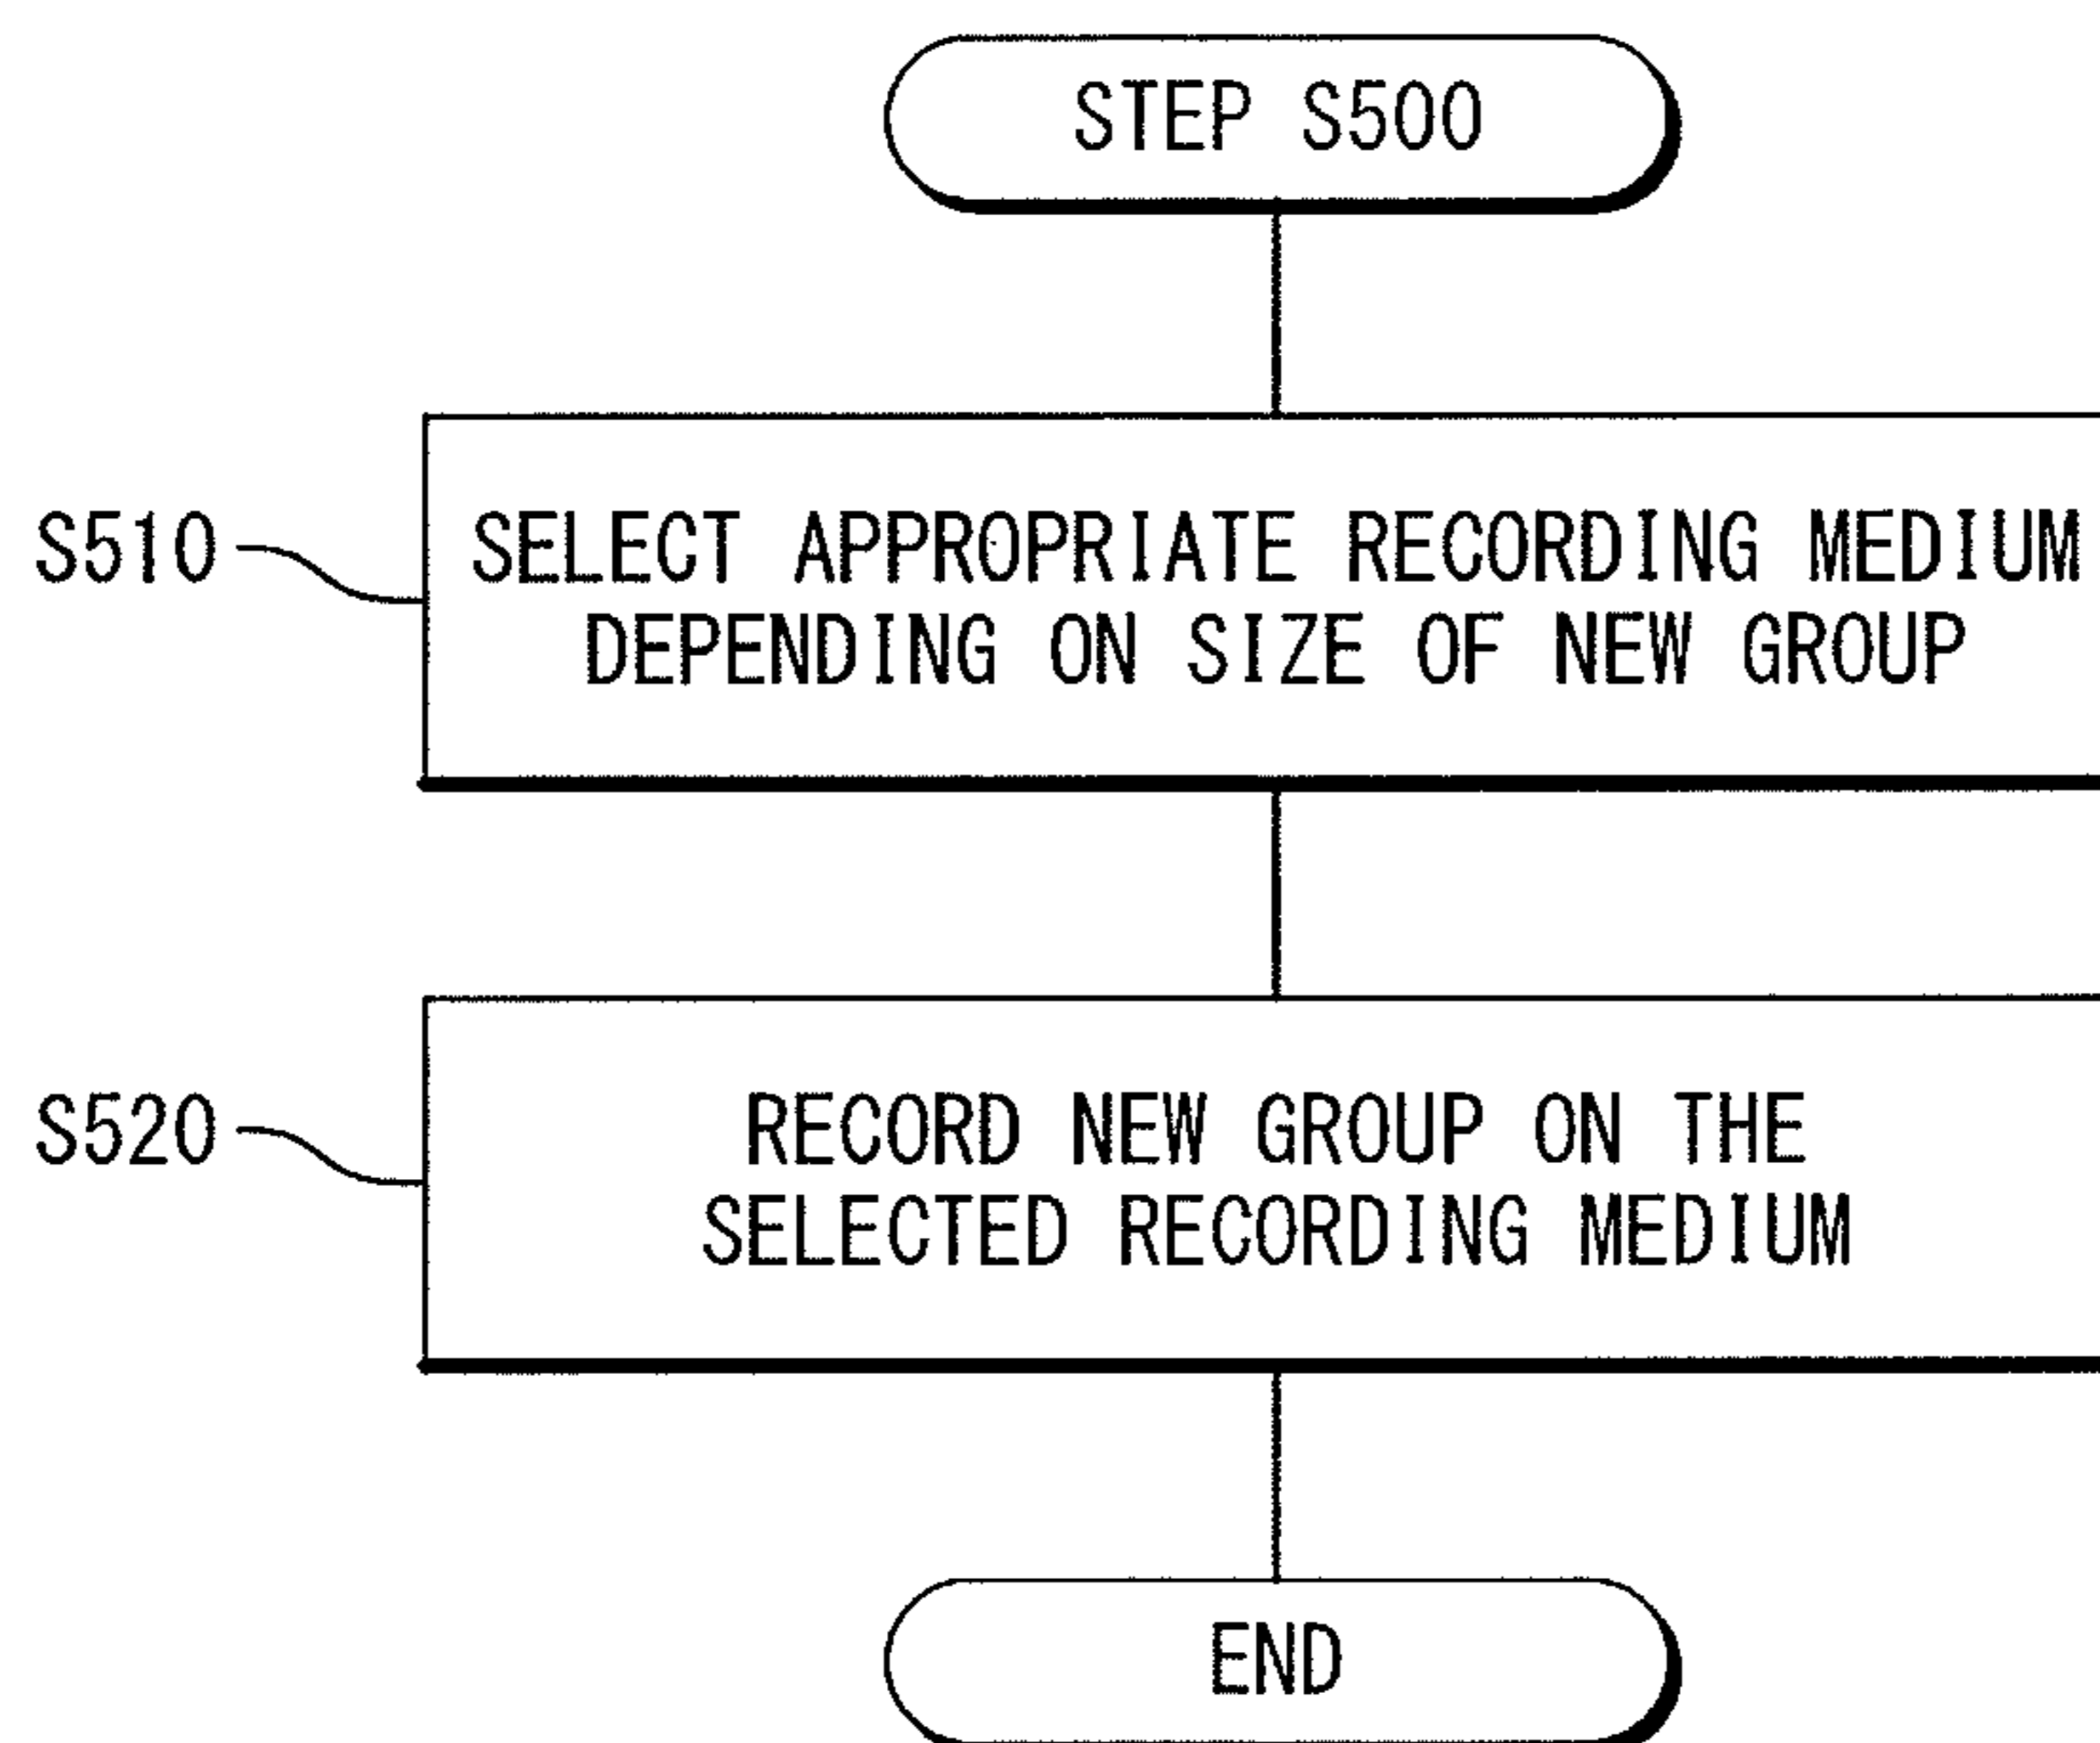 STEP S500
S510
SELECT APPROPRIATE RECORDING MEDIUM
DEPENDING ON SIZE OF NEW GROUP
S520
RECORD NEW GROUP ON THE
SELECTED RECORDING MEDIUM
END